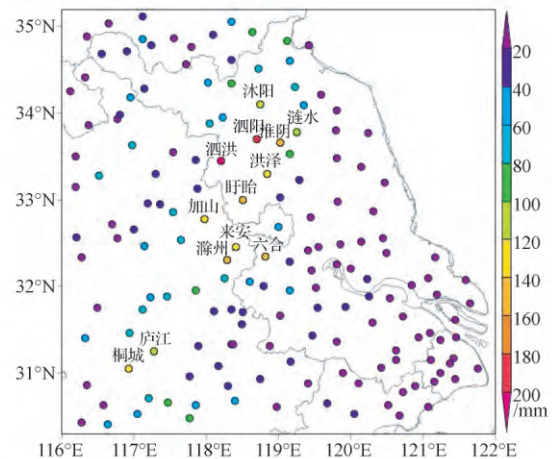 35°N
34°N
33°N
32°N
31°N
沭阳
涟水
泗阳
淮阴
泗洪
洪泽
盱眙
加山
来安
滁州
六合
庐江
桐城
116°E
117°E
118°E
119°E
120°E
121°E
122°E
20
40
60
80
100
120
140
160
180
200
/mm